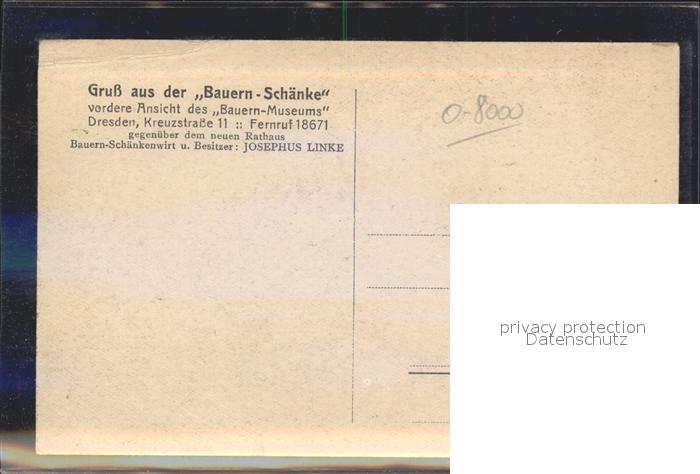 Gruß aus der „Bauern-Schänke"
vordere Ansicht des „Bauern-Museums"
Dresden, Kreuzstraße 11 :: Fernruf 18671
gegenüber dem neuen Rathaus
Bauern-Schänkenwirt u. Besitzer: JOSEPHUS LINKE
0-8000
privacy protection
Datenschutz